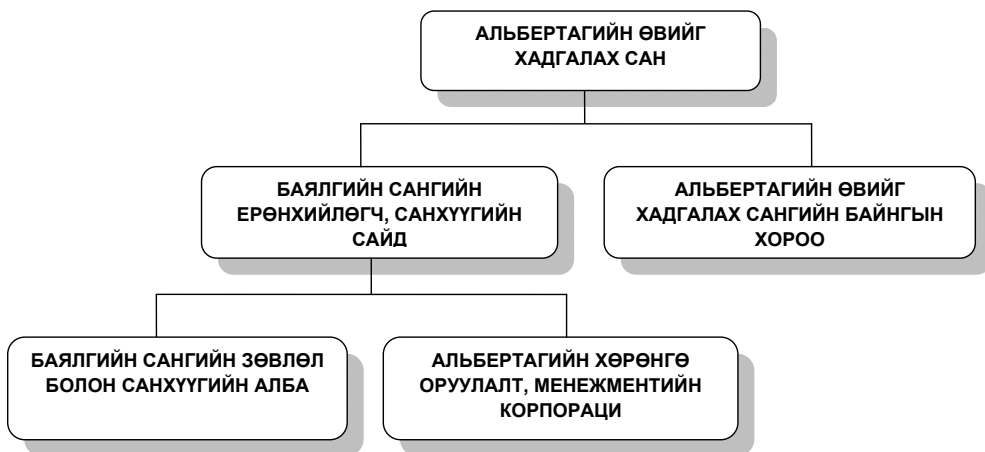 АЛЬБЕРТАГИЙН ӨВИЙГ
ХАДГАЛАХ САН
БАЯЛГИЙН САНГИЙН
ЕРӨНХИЙЛӨГЧ, САНХҮҮГИЙН
САЙД
АЛЬБЕРТАГИЙН ӨВИЙГ
ХАДГАЛАХ САНГИЙН БАЙНГЫН
ХОРОО
БАЯЛГИЙН САНГИЙН ЗӨВЛӨЛ
БОЛОН САНХҮҮГИЙН АЛБА
АЛЬБЕРТАГИЙН ХӨРӨНГӨ
ОРУУЛАЛТ, МЕНЕЖМЕНТИЙН
КОРПОРАЦИ